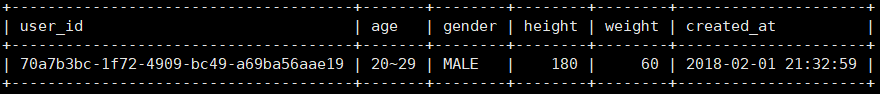 | user_id | age | gender | height | weight | created_at |
| 70a7b3bc-1f72-4909-bc49-a69ba56aae19 | 20~29 | MALE | 180 | 60 | 2018-02-01 21:32:59 |